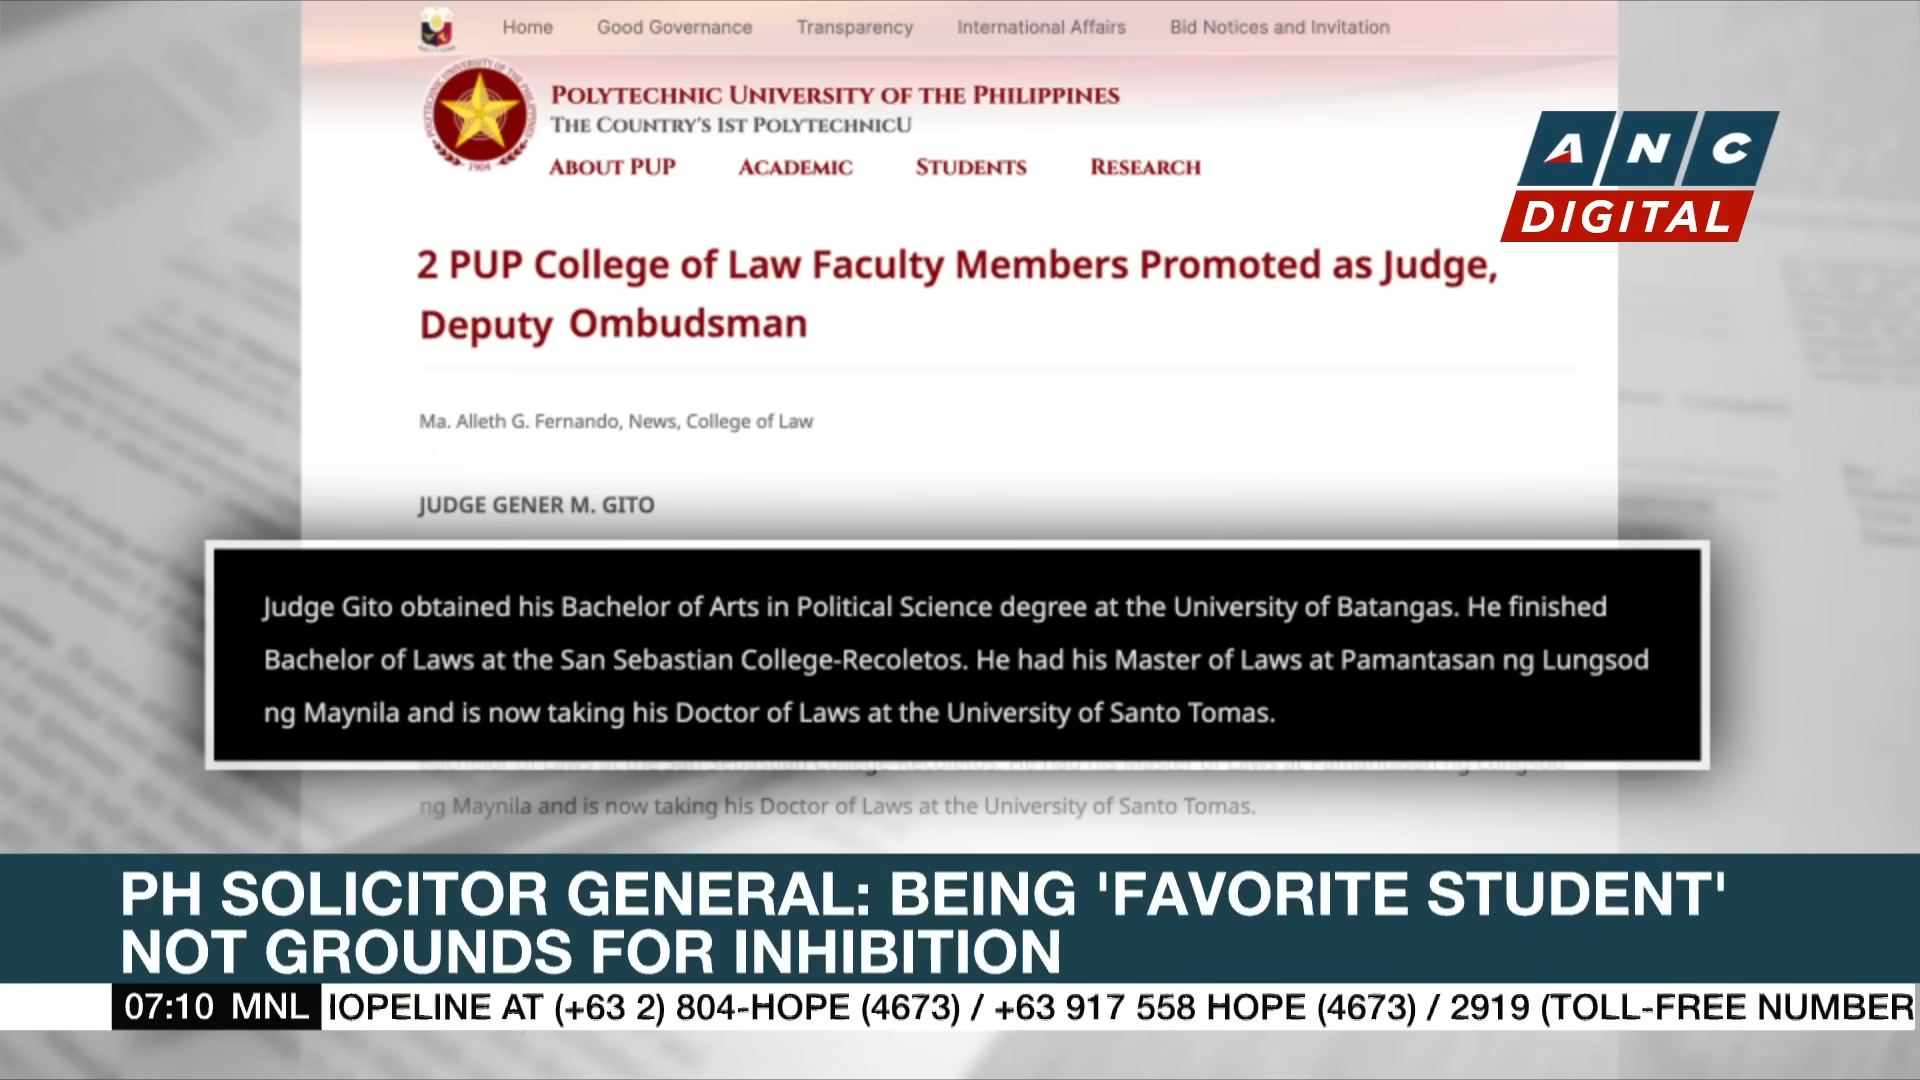 Home Good Governance Transparency International Affairs Bid Notices and Invitation
POLYTECHNIC UNIVERSITY OF THE PHILIPPINES
THE COUNTRY'S 1ST POLYTECHNICU
ABOUT PUP ACADEMIC STUDENTS RESEARCH
1904
ANC
DIGITAL
2 PUP College of Law Faculty Members Promoted as Judge,
Deputy Ombudsman
Ma. Alleth G. Fernando, News, College of Law
JUDGE GENER M. GITO
Judge Gito obtained his Bachelor of Arts in Political Science degree at the University of Batangas. He finished
Bachelor of Laws at the San Sebastian College-Recoletos. He had his Master of Laws at Pamantasan ng Lungsod
ng Maynila and is now taking his Doctor of Laws at the University of Santo Tomas.
ng Maynila and is now taking his Doctor of Laws at the University of Santo Tomas.
PH SOLICITOR GENERAL: BEING 'FAVORITE STUDENT'
NOT GROUNDS FOR INHIBITION
07:10 MNL IOPELINE AT (+63 2) 804-HOPE (4673) / +63 917 558 HOPE (4673) / 2919 (TOLL-FREE NUMBER